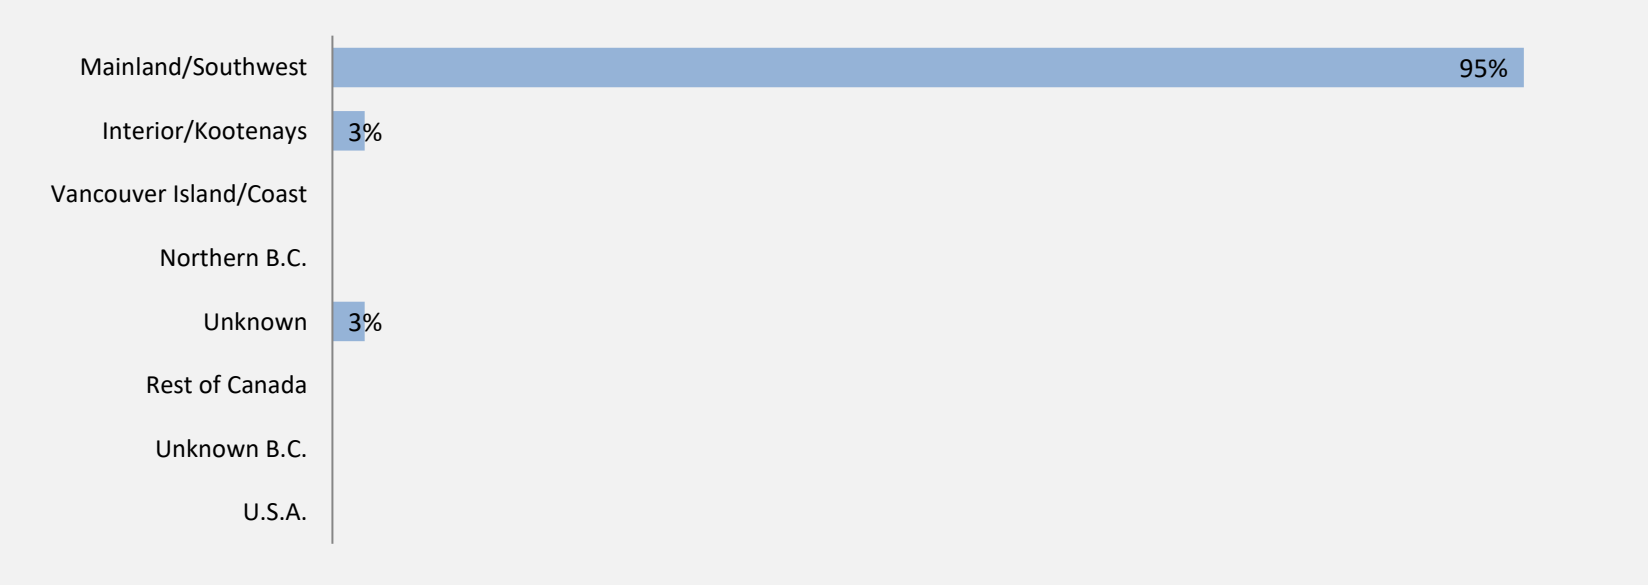 Mainland/Southwest 95%
Interior/Kootenays 3%
Vancouver Island/Coast
Northern B.C.
Unknown 3%
Rest of Canada
Unknown B.C.
U.S.A.